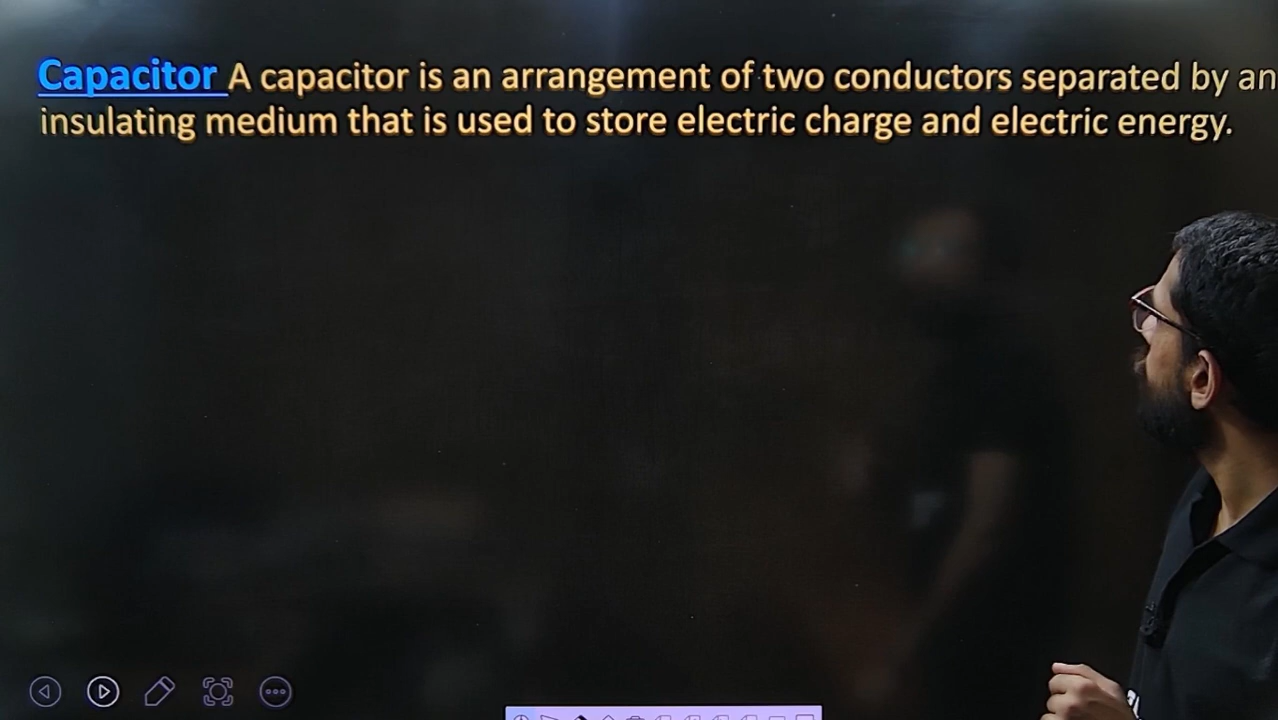 Capacitor A capacitor is an arrangement of two conductors separated by an
insulating medium that is used to store electric charge and electric energy.